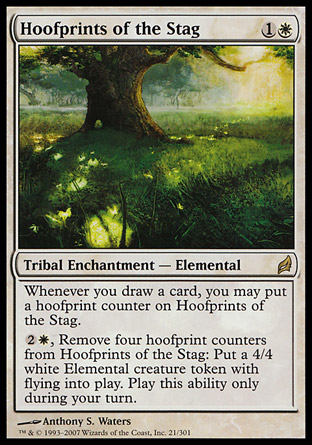 Hoofprints of the Stag 1
Tribal Enchantment — Elemental
Whenever you draw a card, you may put
a hoofprint counter on Hoofprints of
the Stag.
2, Remove four hoofprint counters
from Hoofprints of the Stag: Put a 4/4
white Elemental creature token with
flying into play. Play this ability only
during your turn.
Anthony S. Waters
™ & © 1993–2007 Wizards of the Coast, Inc. 21/301